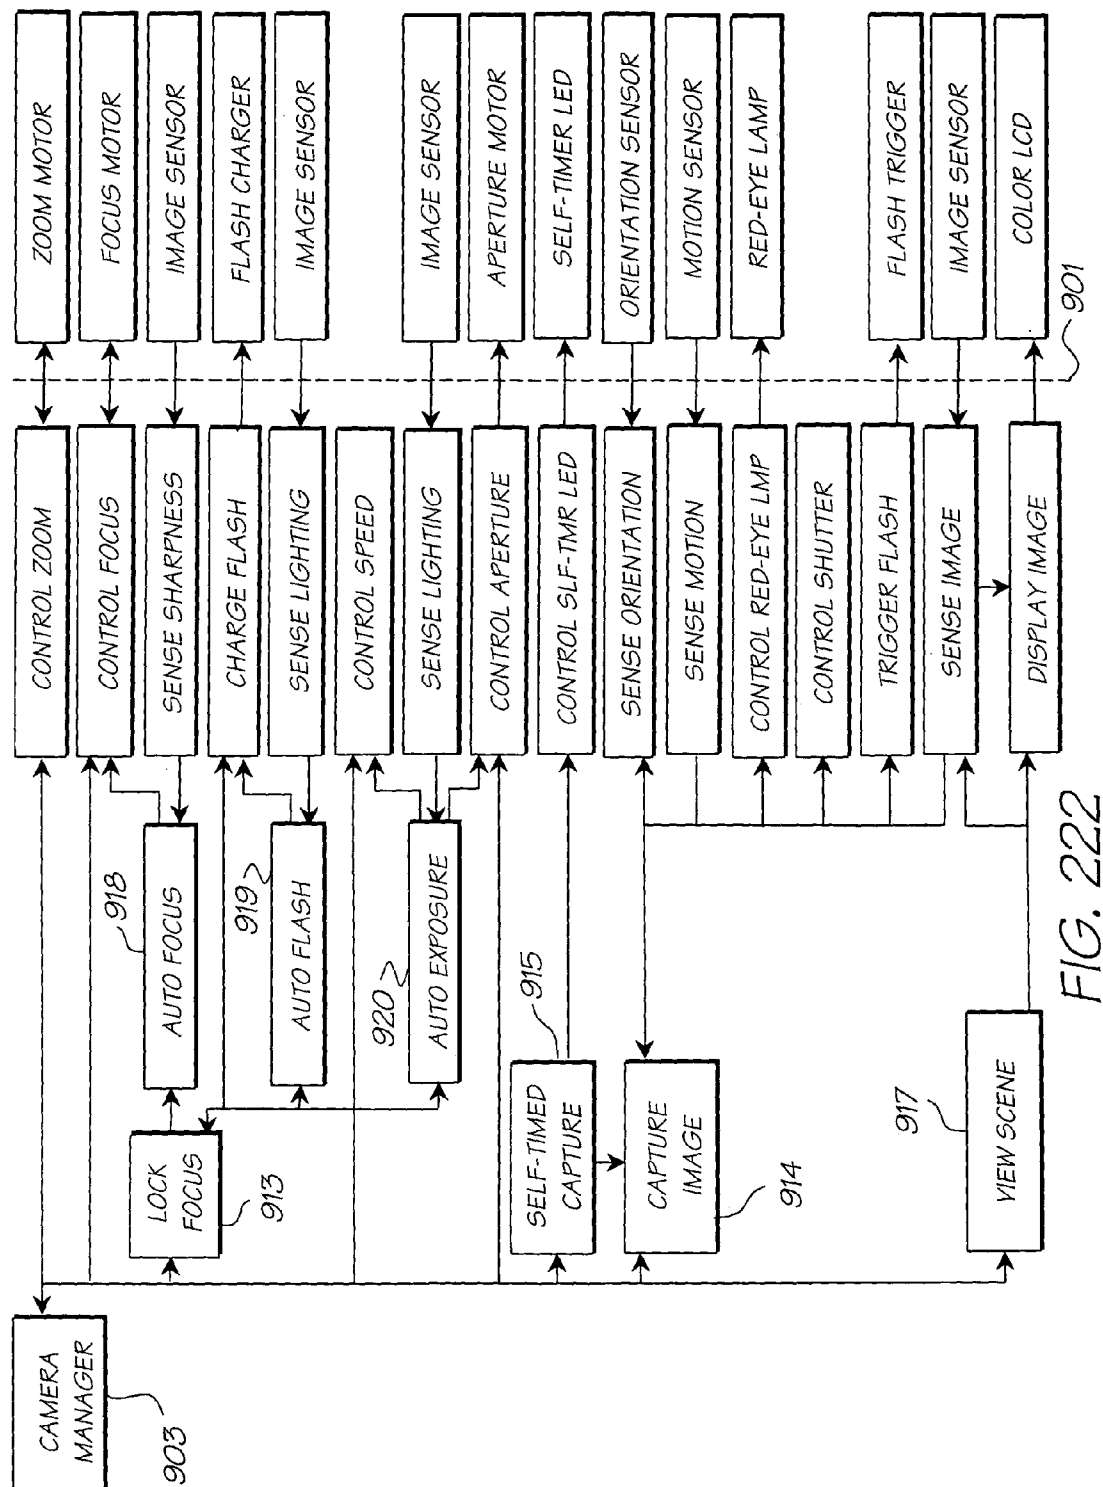 CAMERA
MANAGER
903
LOCK
FOCUS
913
SELF-TIMED
CAPTURE
915
CAPTURE
IMAGE
914
VIEW SCENE
917
AUTO FOCUS
918
AUTO FLASH
919
AUTO EXPOSURE
920
CONTROL ZOOM
CONTROL FOCUS
SENSE SHARPNESS
CHARGE FLASH
SENSE LIGHTING
CONTROL SPEED
SENSE LIGHTING
CONTROL APERTURE
CONTROL SLF-TMR LED
SENSE ORIENTATION
SENSE MOTION
CONTROL RED-EYE LMP
CONTROL SHUTTER
TRIGGER FLASH
SENSE IMAGE
DISPLAY IMAGE
ZOOM MOTOR
FOCUS MOTOR
IMAGE SENSOR
FLASH CHARGER
IMAGE SENSOR
IMAGE SENSOR
APERTURE MOTOR
SELF-TIMER LED
ORIENTATION SENSOR
MOTION SENSOR
RED-EYE LAMP
FLASH TRIGGER
IMAGE SENSOR
COLOR LCD
901
FIG. 222